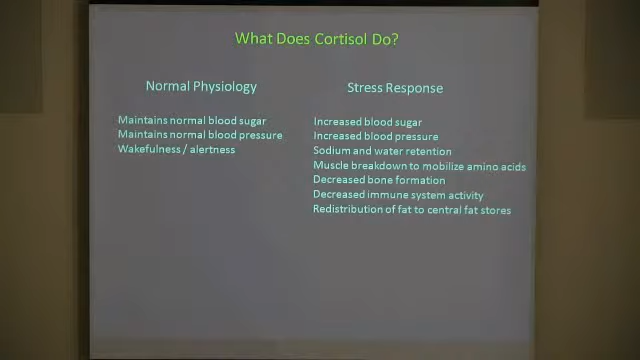 What Does Cortisol Do?
Normal Physiology
Maintains normal blood sugar
Maintains normal blood pressure
Wakefulness / alertness
Stress Response
Increased blood sugar
Increased blood pressure
Sodium and water retention
Muscle breakdown to mobilize amino acids
Decreased bone formation
Decreased immune system activity
Redistribution of fat to central fat stores